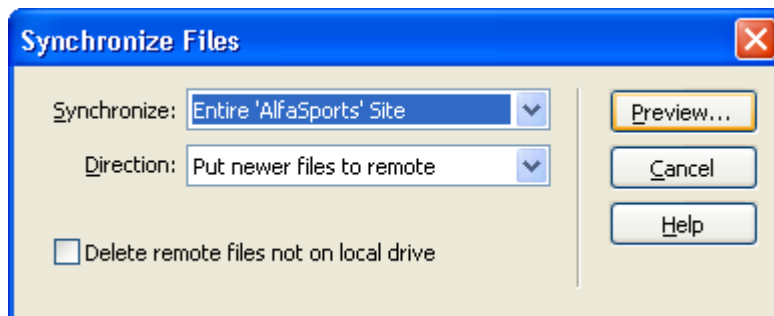 Synchronize Files
Synchronize: Entire 'AlfaSports' Site
Preview...
Direction: Put newer files to remote
Cancel
Help
Delete remote files not on local drive